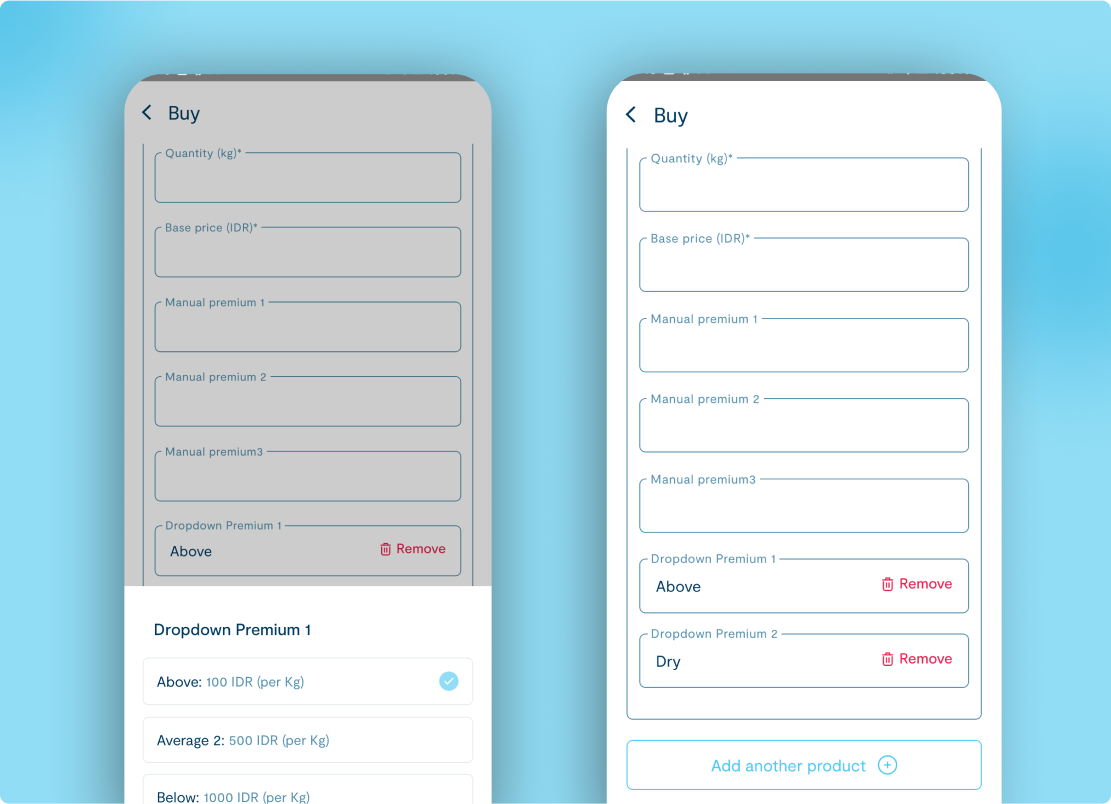 Buy
Quantity (kg)*
Base price (IDR)*
Manual premium 1
Manual premium 2
Manual premium3
Dropdown Premium 1
Above
Remove
Dropdown Premium 1
Above: 100 IDR (per Kg)
Average 2: 500 IDR (per Kg)
Below: 1000 IDR (per Kg)
Buy
Quantity (kg)*
Base price (IDR)*
Manual premium 1
Manual premium 2
Manual premium3
Dropdown Premium 1
Above
Remove
Dropdown Premium 2
Dry
Remove
Add another product